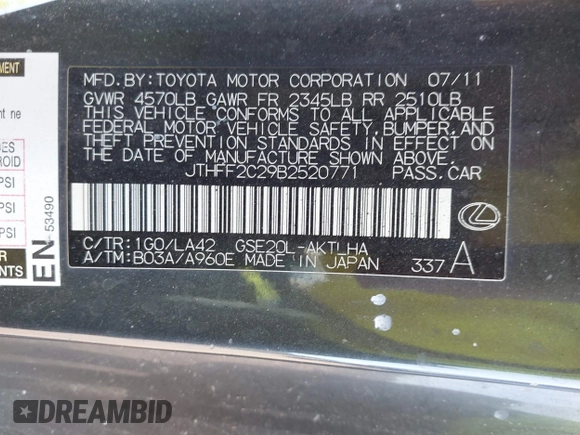 MFD.BY:TOYOTA MOTOR CORPORATION 07/11
GVWR 4570LB GAWR FR 2345LB RR 2510LB
THIS VEHICLE CONFORMS TO ALL APPLICABLE
FEDERAL MOTOR VEHICLE SAFETY,BUMPER,AND
THEFT PREVENTION STANDARDS IN EFFECT ON
THE DATE OF MANUFACTURE SHOWN ABOVE.
JTHFF2C29B2520771 PASS.CAR
C/TR:1G0/LA42 GSE20L-AKTLHA
A/TM:B03A/A960E MADE IN JAPAN 337A
EN
53490
PSI
PSI
PSI
DREAMBID